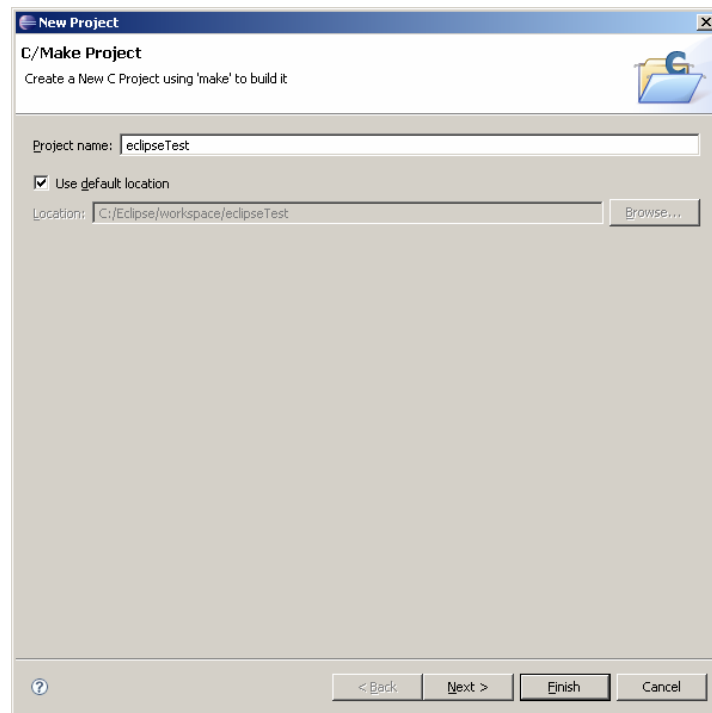 New Project
C/Make Project
Create a New C Project using 'make' to build it
Project name: eclipseTest
Use default location
Location: C:/Eclipse/workspace/eclipseTest Browse...
< Back Next > Finish Cancel